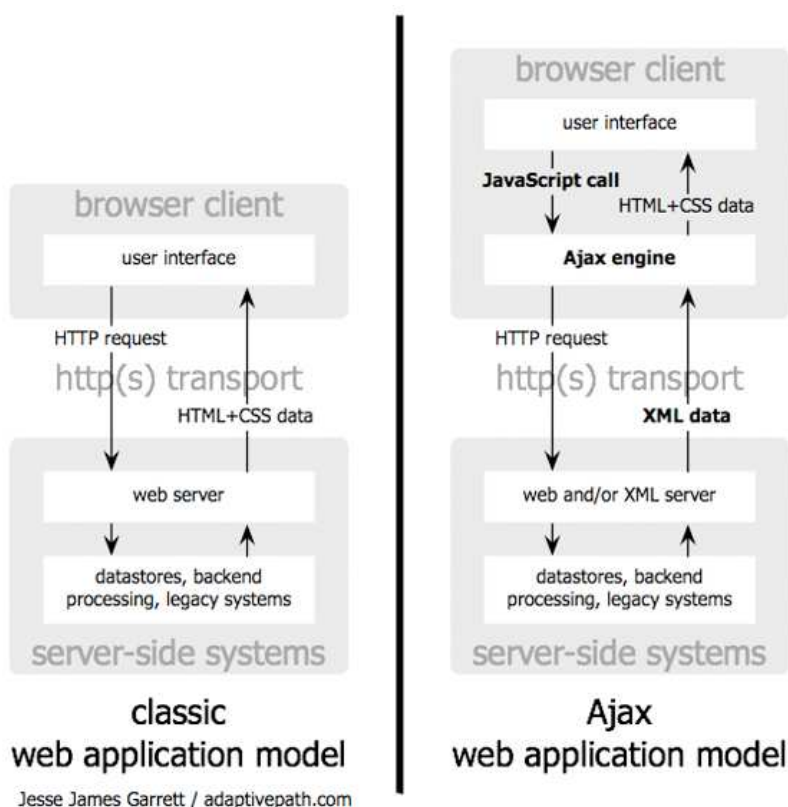 browser client
user interface
HTTP request
http(s) transport
HTML+CSS data
web server
datastores, backend
processing, legacy systems
server-side systems
classic
web application model
Jesse James Garrett / adaptivepath.com
browser client
user interface
JavaScript call
HTML+CSS data
Ajax engine
HTTP request
http(s) transport
XML data
web and/or XML server
datastores, backend
processing, legacy systems
server-side systems
Ajax
web application model